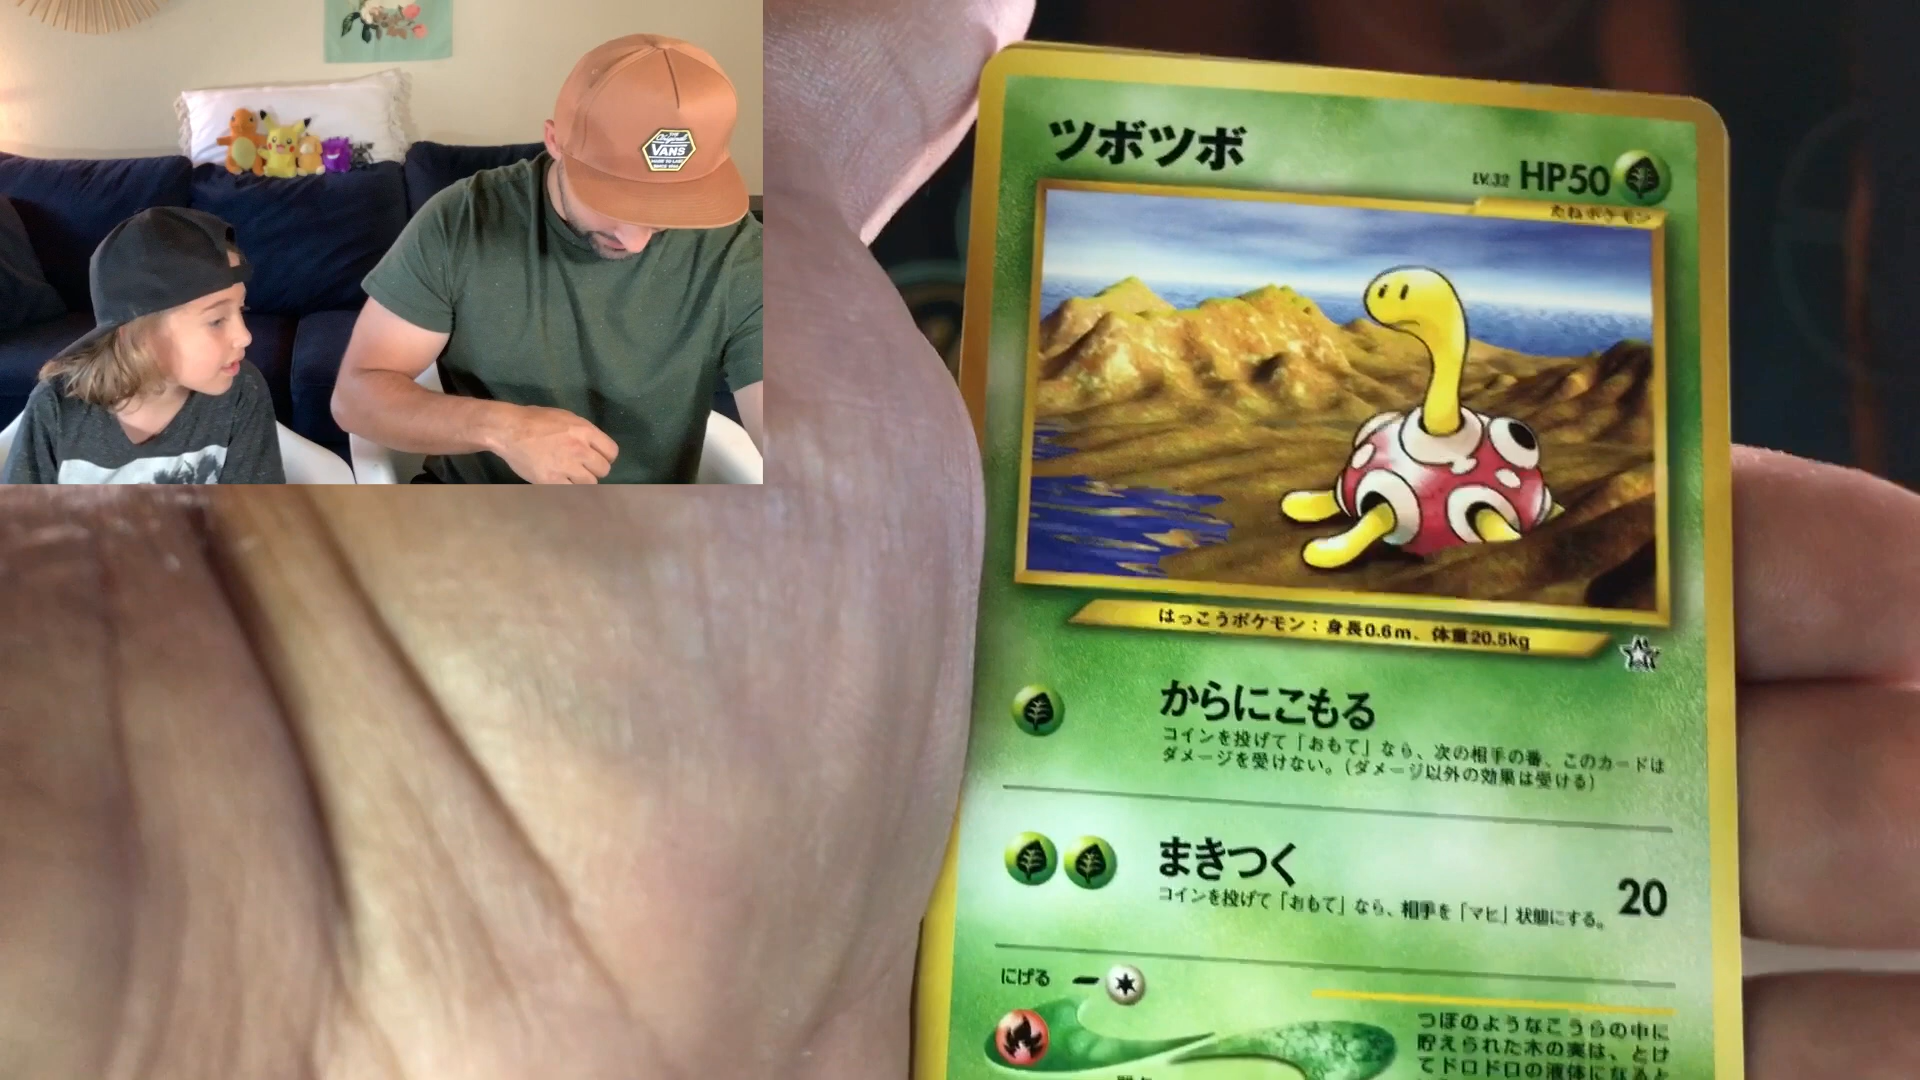 Original
VANS
ツボツボ
LV.32 HP50
たねポケモン
はっこうポケモン：身長0.6m、体重20.5kg
からにこもる
コインを投げて「おもて」なら、次の相手の番、このカードは
ダメージを受けない。（ダメージ以外の効果は受ける）
まきつく
コインを投げて「おもて」なら、相手を「マヒ」状態にする。
20
にげる
つぼのようなこうらの中に
貯えられた木の実は、とけ
てドロドロの液体になると